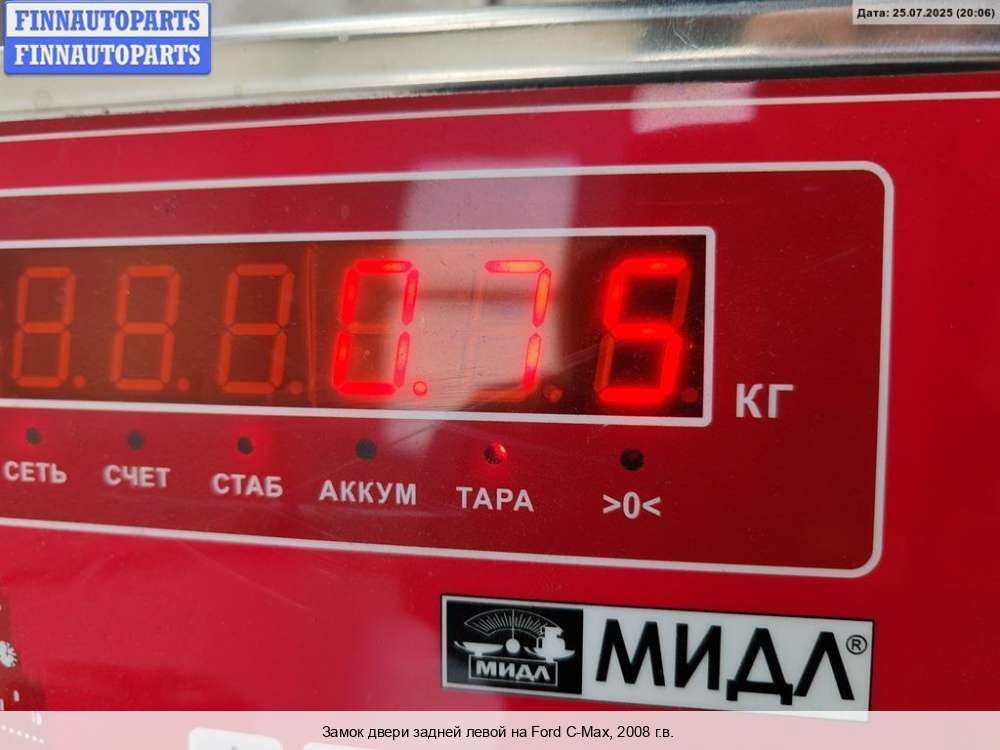 FINNAUTOPARTS
FINNAUTOPARTS
Дата: 25.07.2025 (20:06)
0.75
КГ
СЕТЬ СЧЕТ СТАБ АККУМ ТАРА >0<
МИДЛ
МИДЛ®
Замок двери задней левой на Ford C-Max, 2008 г.в.